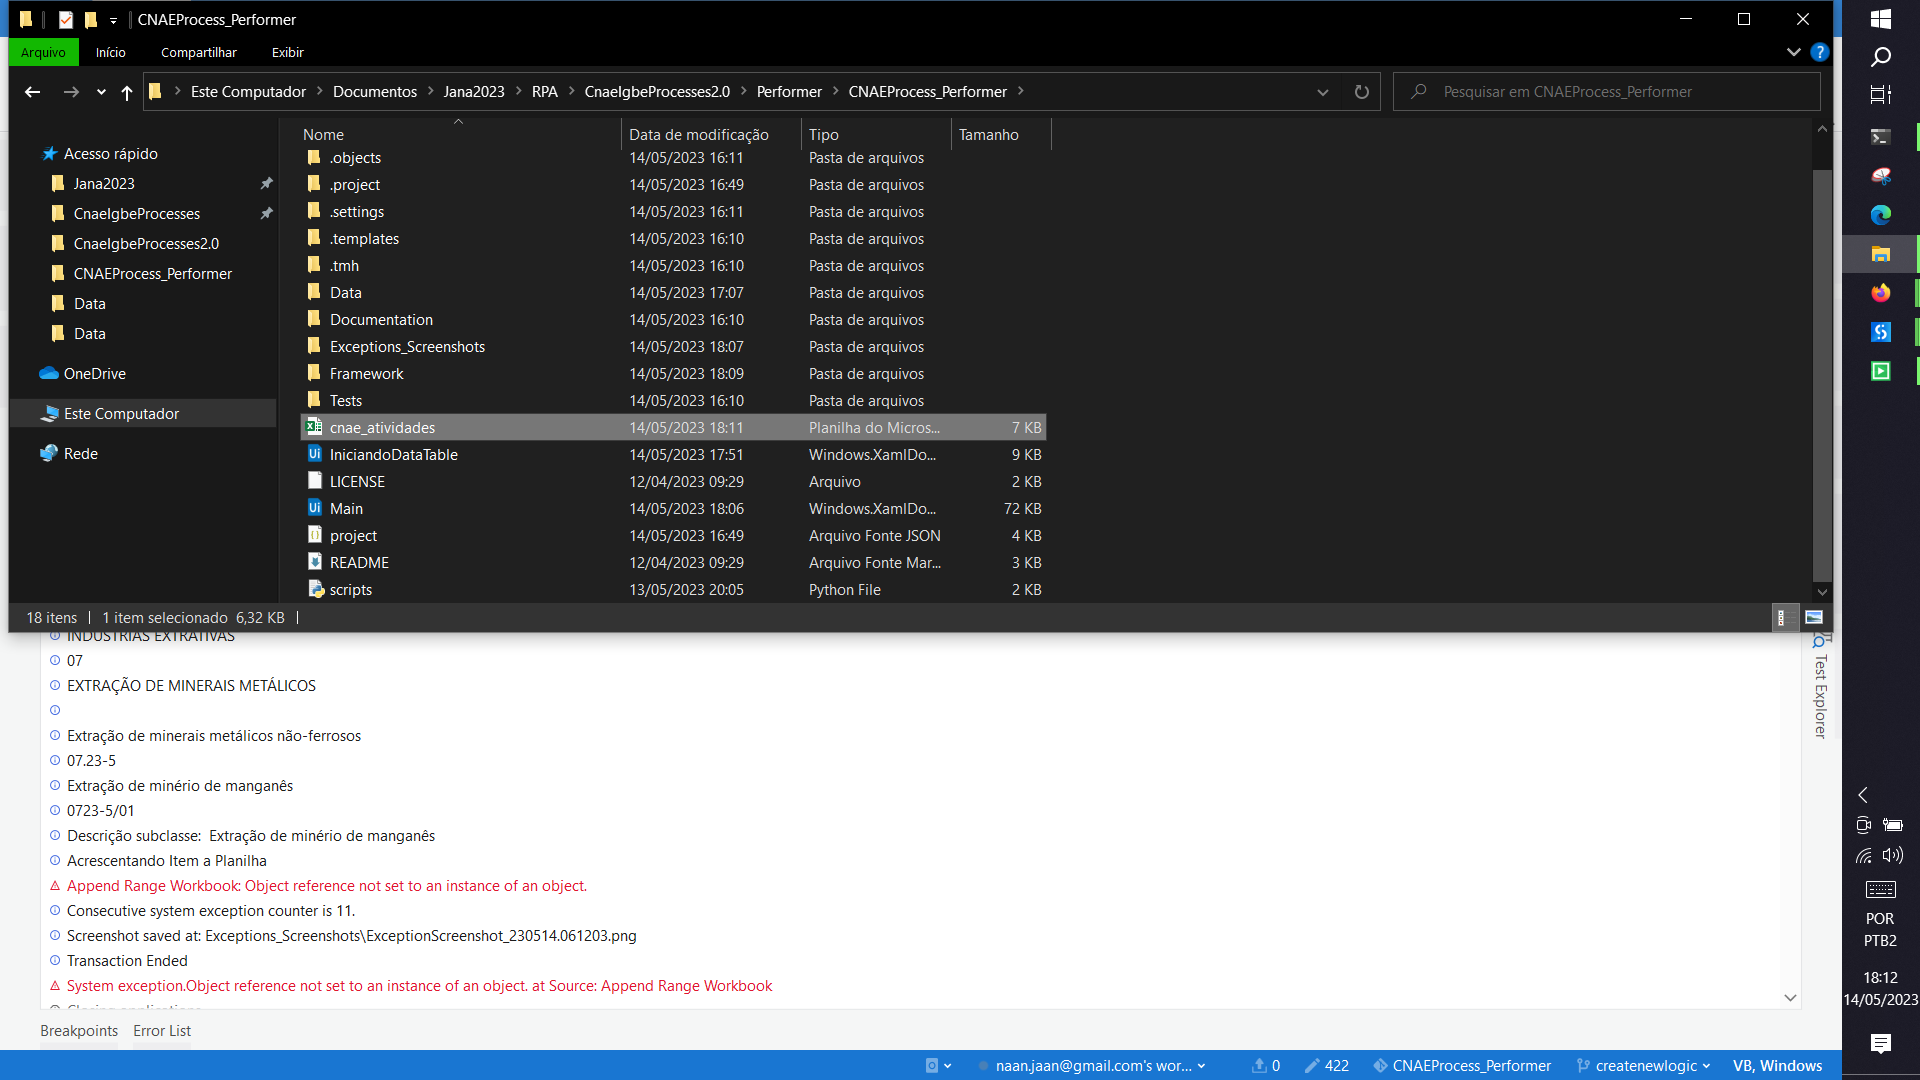 CNAEProcess_Performer
Arquivo Início Compartilhar Exibir
Este Computador Documentos Jana2023 RPA CnaeIgbeProcesses2.0 Performer CNAEProcess_Performer
Pesquisar em CNAEProcess_Performer
Acesso rápido
Jana2023
CnaeIgbeProcesses
CnaeIgbeProcesses2.0
CNAEProcess_Performer
Data
Data
OneDrive
Este Computador
Rede
Nome Data de modificação Tipo Tamanho
.objects 14/05/2023 16:11 Pasta de arquivos
.project 14/05/2023 16:49 Pasta de arquivos
.settings 14/05/2023 16:11 Pasta de arquivos
.templates 14/05/2023 16:10 Pasta de arquivos
.tmh 14/05/2023 16:10 Pasta de arquivos
Data 14/05/2023 17:07 Pasta de arquivos
Documentation 14/05/2023 16:10 Pasta de arquivos
Exceptions_Screenshots 14/05/2023 18:07 Pasta de arquivos
Framework 14/05/2023 18:09 Pasta de arquivos
Tests 14/05/2023 16:10 Pasta de arquivos
cnae_atividades 14/05/2023 18:11 Planilha do Micros... 7 KB
IniciandoDataTable 14/05/2023 17:51 Windows.XamlDo... 9 KB
LICENSE 12/04/2023 09:29 Arquivo 2 KB
Main 14/05/2023 18:06 Windows.XamlDo... 72 KB
project 14/05/2023 16:49 Arquivo Fonte JSON 4 KB
README 12/04/2023 09:29 Arquivo Fonte Mar... 3 KB
scripts 13/05/2023 20:05 Python File 2 KB
18 itens 1 item selecionado 6,32 KB
INDÚSTRIAS EXTRATIVAS
07
EXTRAÇÃO DE MINERAIS METÁLICOS
Extração de minerais metálicos não-ferrosos
07.23-5
Extração de minério de manganês
0723-5/01
Descrição subclasse: Extração de minério de manganês
Acrescentando Item a Planilha
Append Range Workbook: Object reference not set to an instance of an object.
Consecutive system exception counter is 11.
Screenshot saved at: Exceptions_Screenshots\ExceptionScreenshot_230514.061203.png
Transaction Ended
System exception.Object reference not set to an instance of an object. at Source: Append Range Workbook
Test Explorer
Breakpoints Error List
naan.jaan@gmail.com's wor... 0 422 CNAEProcess_Performer createnewlogic VB, Windows
POR
PTB2
18:12
14/05/2023